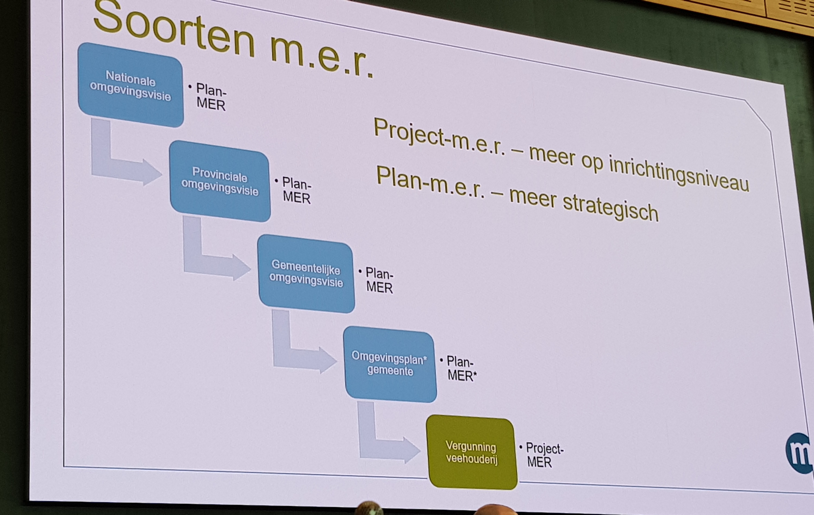 Soorten m.e.r.
Nationale
omgevingsvisie
• Plan-
MER
Project-m.e.r. – meer op inrichtingsniveau
Plan-m.e.r. – meer strategisch
Provinciale
omgevingsvisie
• Plan-
MER
Gemeentelijke
omgevingsvisie
• Plan-
MER
Omgevingsplan*
gemeente
• Plan-
MER*
Vergunning
veehouderij
• Project-
MER
m